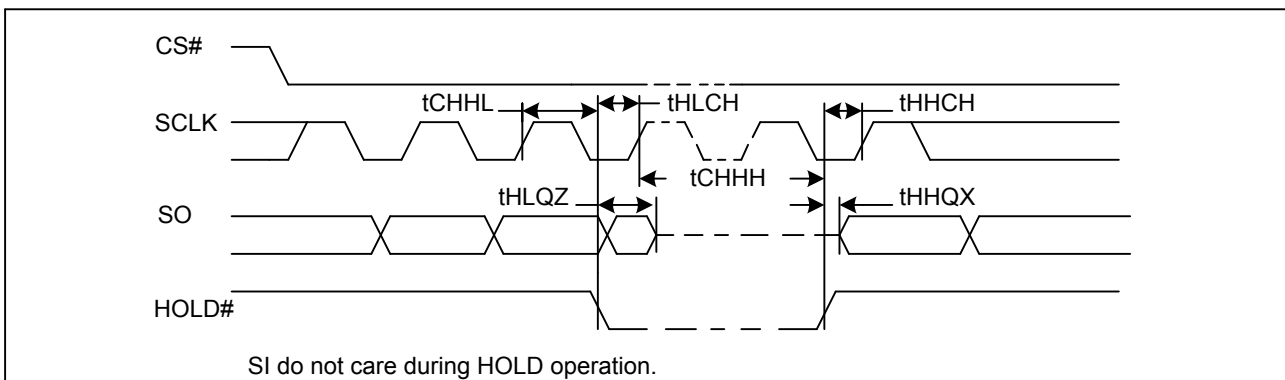 CS#
tCHHL
tHLCH
tHHCH
SCLK
tCHHH
tHLQZ
tHHQX
SO
HOLD#
SI do not care during HOLD operation.